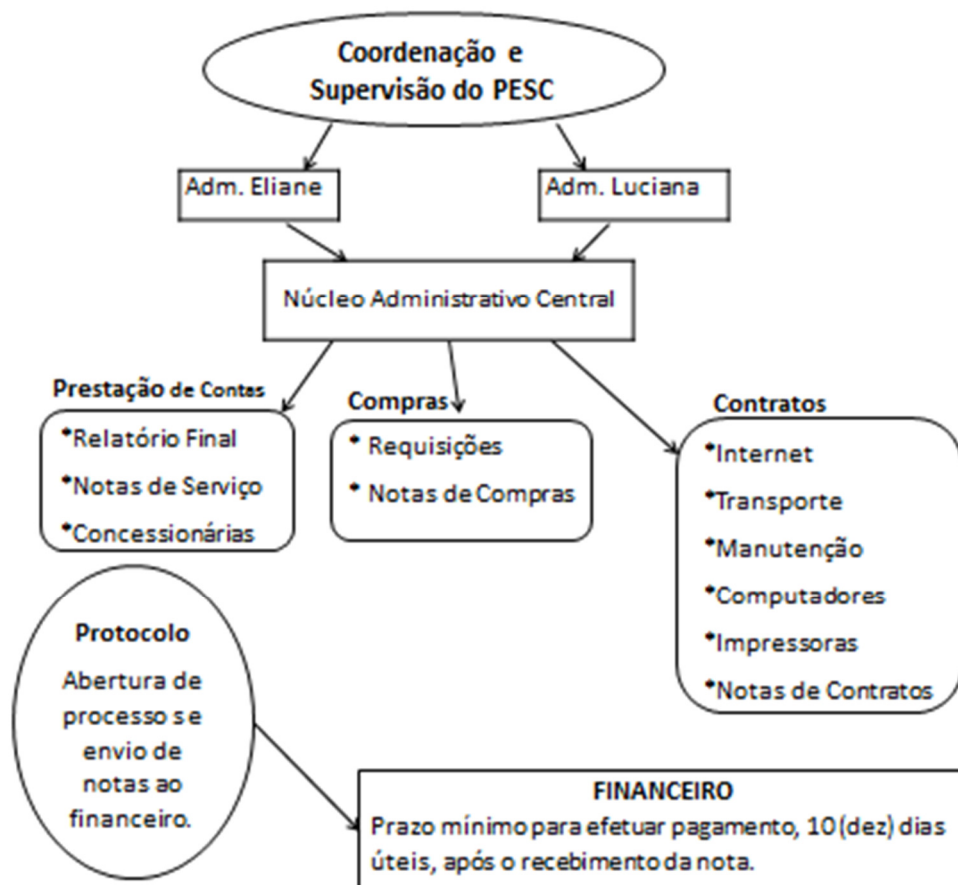 Coordenação e
Supervisão do PESC
Adm. Eliane
Adm. Luciana
Núcleo Administrativo Central
Prestação de Contas
*Relatório Final
*Notas de Serviço
*Concessionárias
Compras
* Requisições
* Notas de Compras
Contratos
*Internet
*Transporte
*Manutenção
*Computadores
*Impressoras
*Notas de Contratos
Protocolo
Abertura de
processo s e
envio de
notas ao
financeiro.
FINANCEIRO
Prazo mínimo para efetuar pagamento, 10 (dez) dias
úteis, após o recebimento da nota.